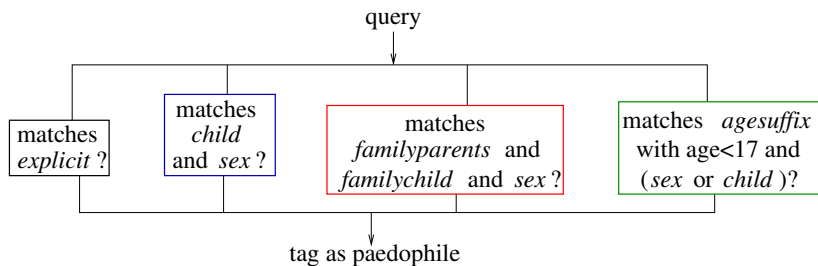 query
matches
explicit ?
matches
child
and sex ?
matches
familyparents and
familychild and sex ?
matches agesuffix
with age<17 and
(sex or child )?
tag as paedophile